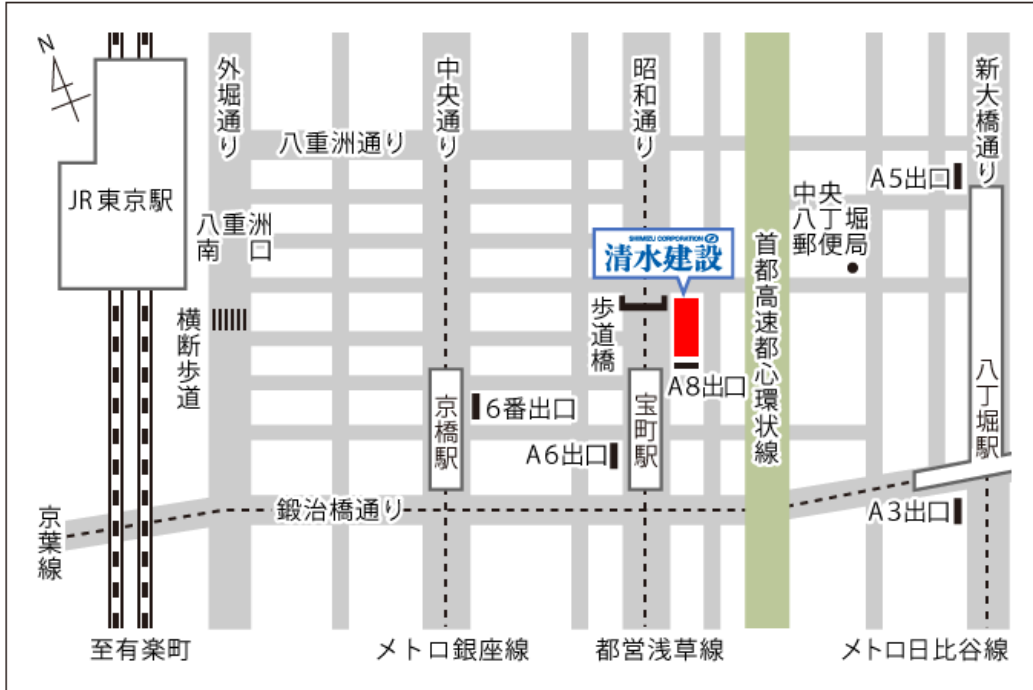 N
外堀通り
中央通り
昭和通り
新大橋通り
八重洲通り
A5出口
JR東京駅
中央
八丁堀
郵便局
八重洲
南口
SHIMIZU CORPORATION
清水建設
首都高速都心環状線
横断歩道
歩道橋
A8出口
八丁堀駅
京橋駅
6番出口
宝町駅
A6出口
鍛治橋通り
A3出口
京葉線
至有楽町
メトロ銀座線
都営浅草線
メトロ日比谷線